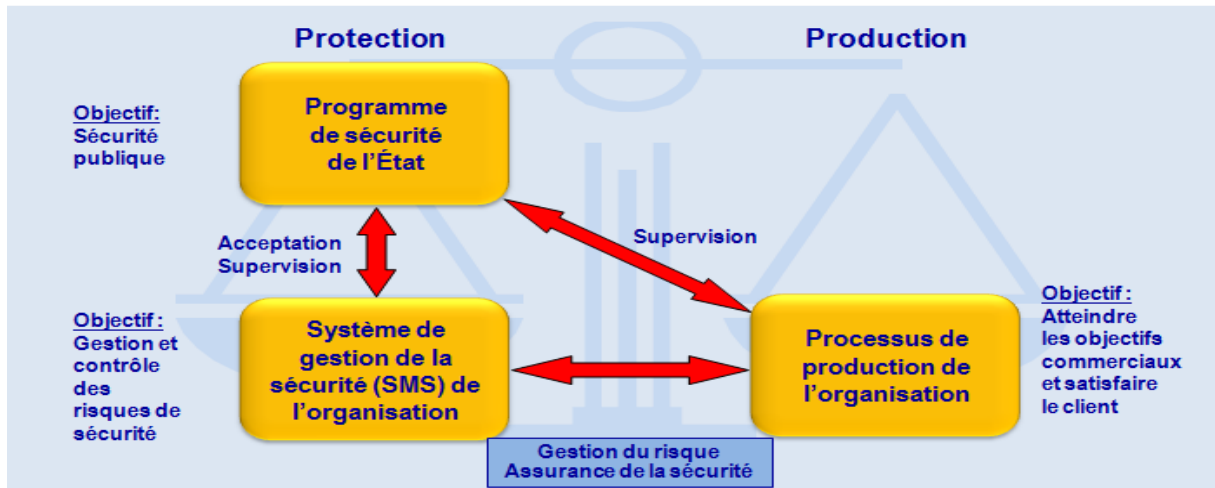 Protection
Production
Objectif:
Sécurité
publique
Programme
de sécurité
de l'État
Acceptation
Supervision
Supervision
Objectif :
Gestion et
contrôle
des
risques de
sécurité
Système de
gestion de la
sécurité (SMS) de
l'organisation
Processus de
production de
l'organisation
Objectif :
Atteindre
les objectifs
commerciaux
et satisfaire
le client
Gestion du risque
Assurance de la sécurité